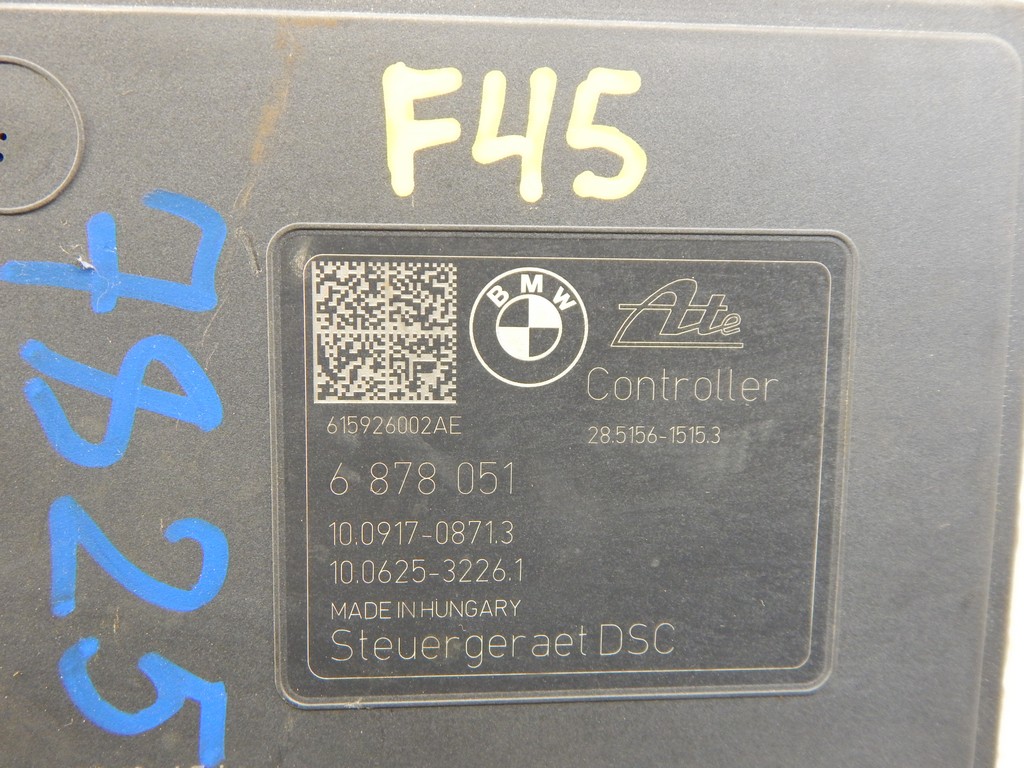 F45
7825
BMW
Ate
Controller
615926002AE
28.5156-1515.3
6 878 051
10.0917-0871.3
10.0625-3226.1
MADE IN HUNGARY
Steuergeraet DSC